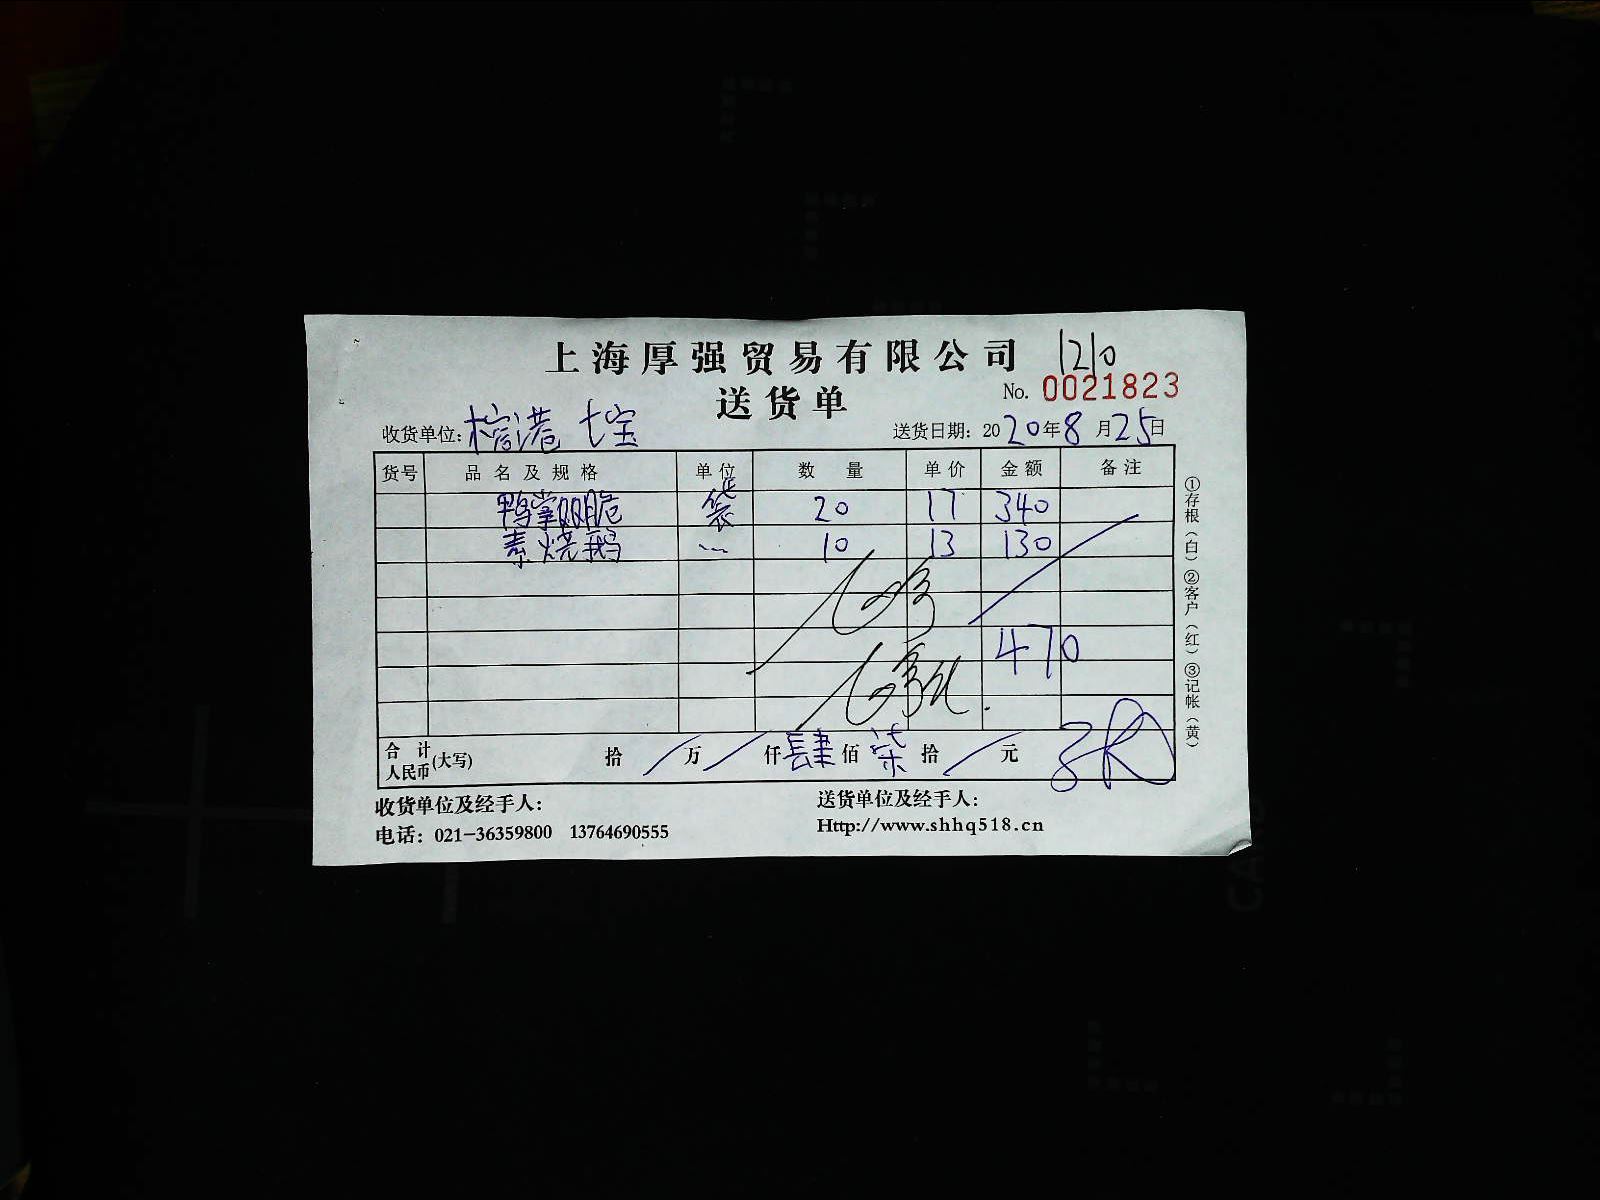 上海厚强贸易有限公司 1210
送货单 No. 0021823
收货单位: 榕港 七宝 送货日期: 2020年8月25日
货号 品名及规格 单位 数量 单价 金额 备注
鸭掌双脆 袋 20 17 340
素烧鹅 〃 10 13 130
470
合计人民币(大写) 拾 / 万 / 仟 肆 佰 柒 拾 / 元
收货单位及经手人: 送货单位及经手人:
电话: 021-36359800 13764690555 Http://www.shhq518.cn
①存根(白)②客户(红)③记帐(黄)